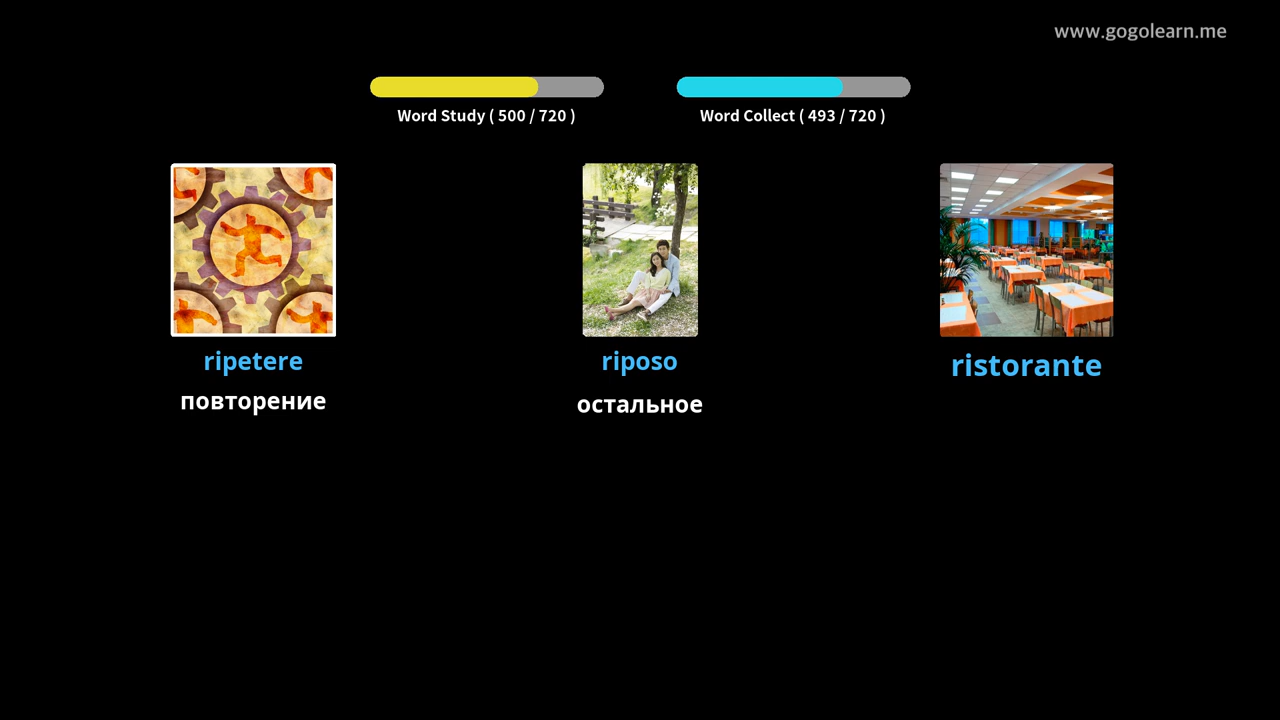 www.gogolearn.me
Word Study ( 500 / 720 )
Word Collect ( 493 / 720 )
ripetere
повторение
riposo
остальное
ristorante